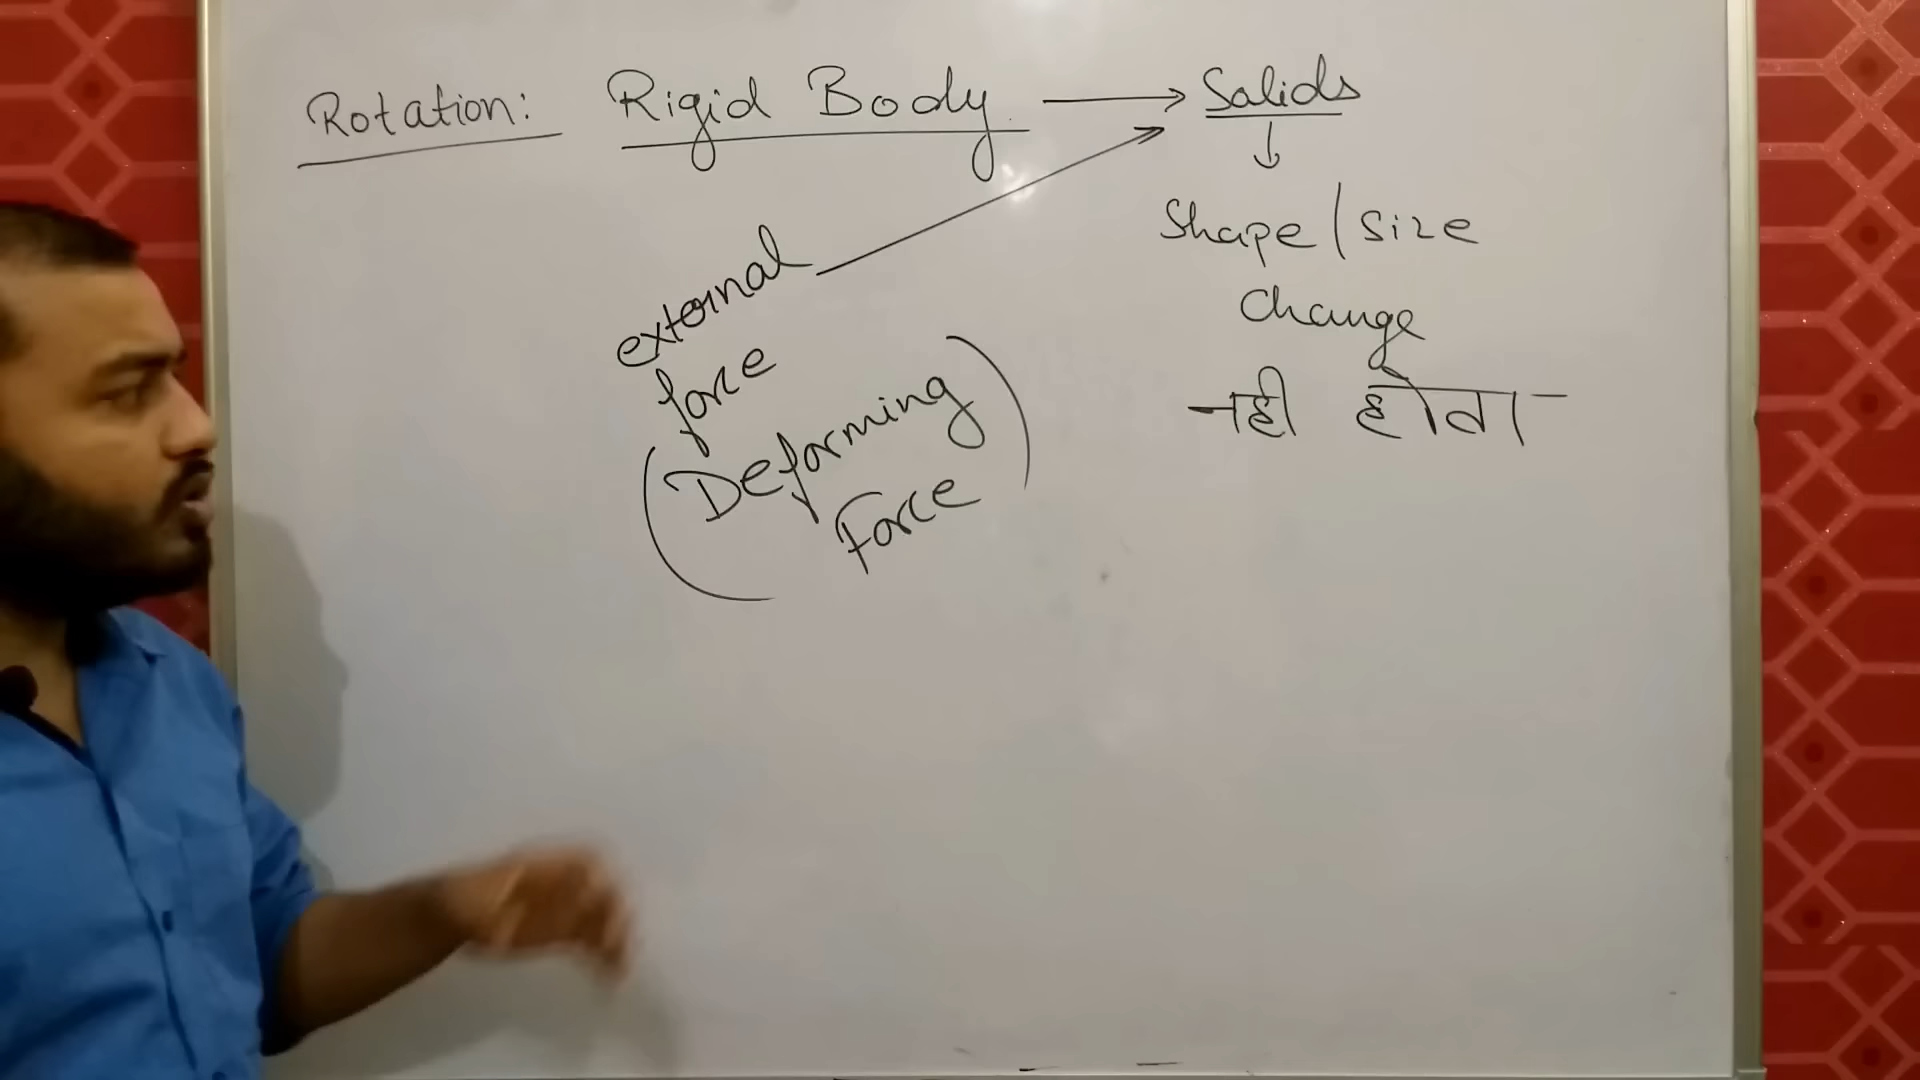 Rotation: Rigid Body → Solids
↓
Shape / Size
Change
नही होता
external
force
(Deforming
Force)